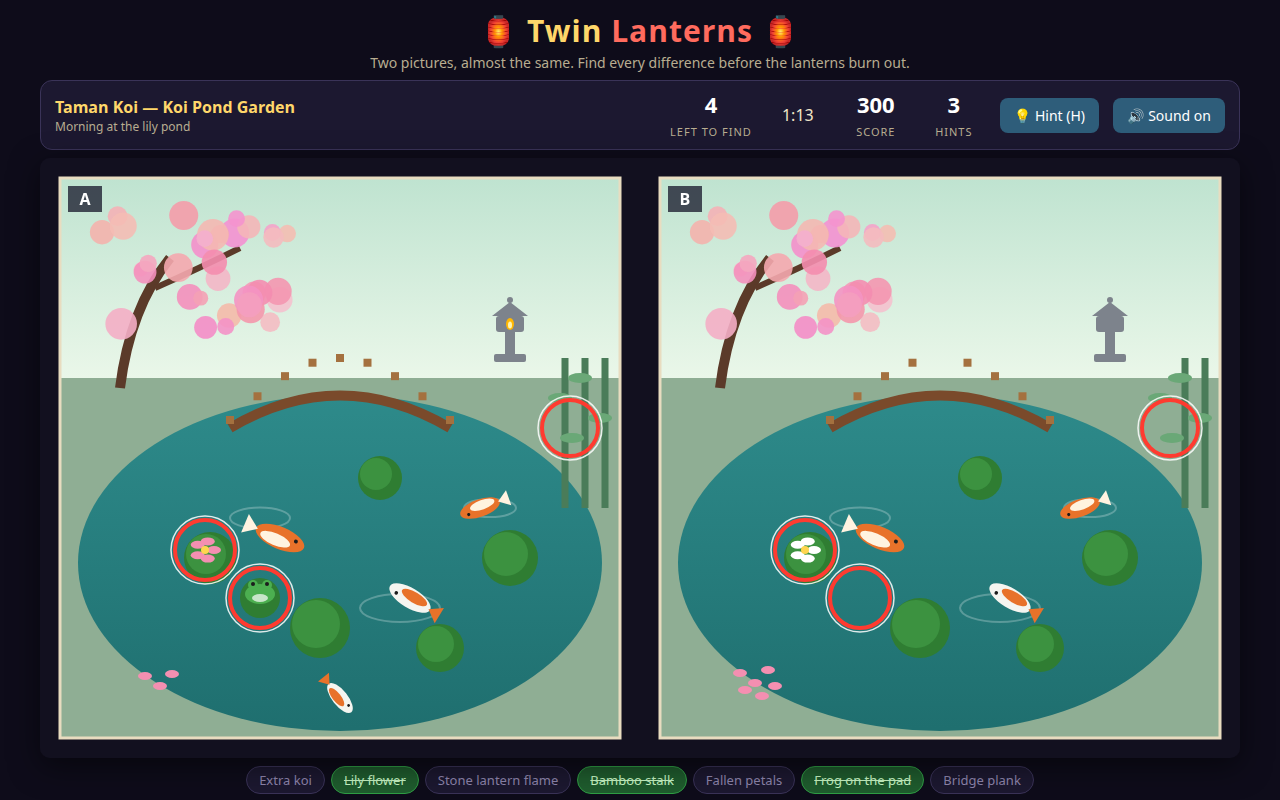 🏮 Twin Lanterns 🏮
Two pictures, almost the same. Find every difference before the lanterns burn out.
Taman Koi — Koi Pond Garden
Morning at the lily pond
4
LEFT TO FIND
1:13
300
SCORE
3
HINTS
💡 Hint (H)
🔊 Sound on
A
B
Extra koi
Lily flower
Stone lantern flame
Bamboo stalk
Fallen petals
Frog on the pad
Bridge plank